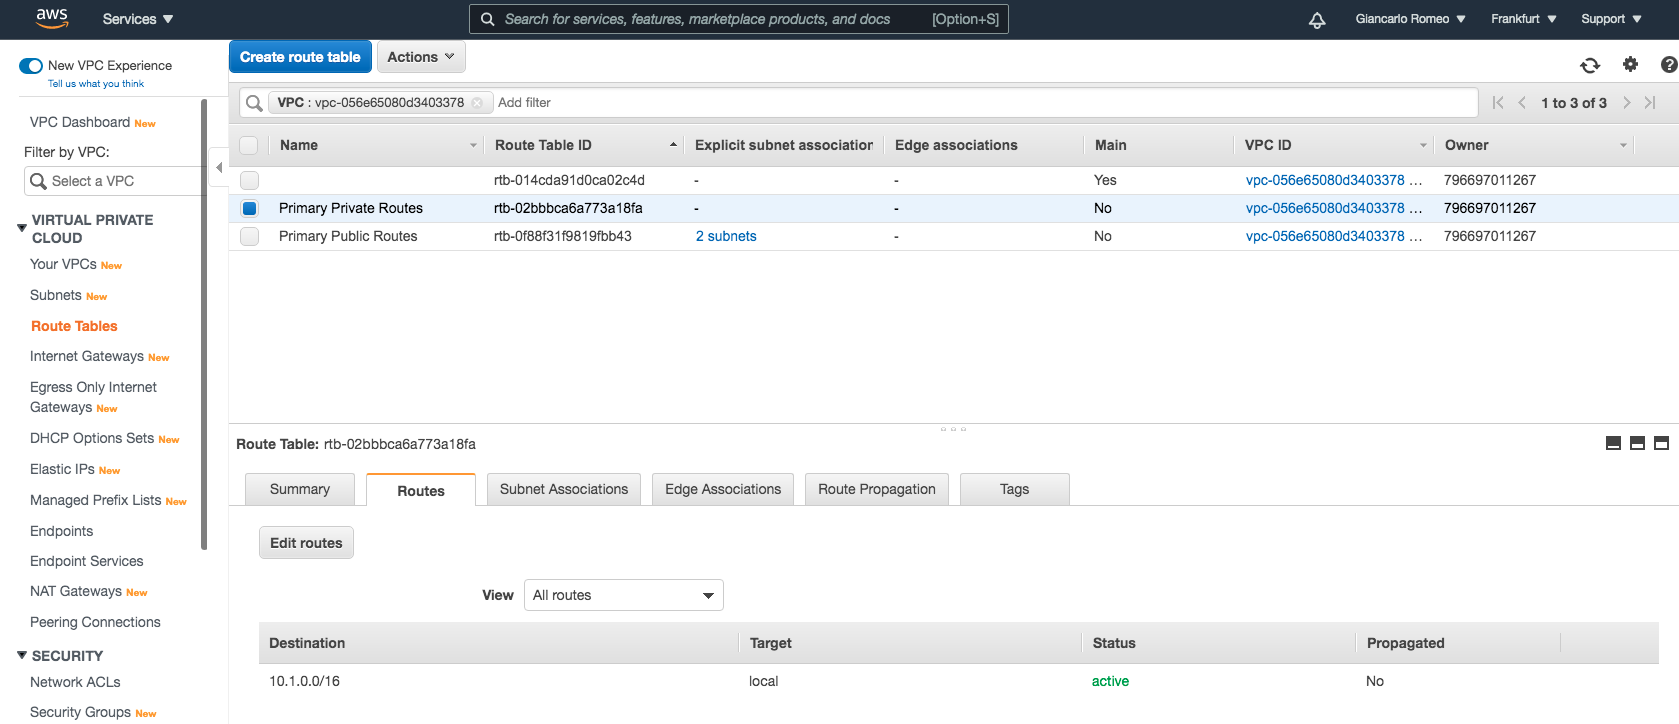 aws Services Search for services, features, marketplace products, and docs [Option+S] Giancarlo Romeo Frankfurt Support
New VPC Experience
Tell us what you think
VPC Dashboard New
Filter by VPC:
Select a VPC
VIRTUAL PRIVATE
CLOUD
Your VPCs New
Subnets New
Route Tables
Internet Gateways New
Egress Only Internet
Gateways New
DHCP Options Sets New
Elastic IPs New
Managed Prefix Lists New
Endpoints
Endpoint Services
NAT Gateways New
Peering Connections
SECURITY
Network ACLs
Security Groups New
Create route table Actions
VPC : vpc-056e65080d3403378 Add filter 1 to 3 of 3
Name Route Table ID Explicit subnet association Edge associations Main VPC ID Owner
rtb-014cda91d0ca02c4d - - Yes vpc-056e65080d3403378 ... 796697011267
Primary Private Routes rtb-02bbbca6a773a18fa - - No vpc-056e65080d3403378 ... 796697011267
Primary Public Routes rtb-0f88f31f9819fbb43 2 subnets - No vpc-056e65080d3403378 ... 796697011267
Route Table: rtb-02bbbca6a773a18fa
Summary Routes Subnet Associations Edge Associations Route Propagation Tags
Edit routes
View All routes
Destination Target Status Propagated
10.1.0.0/16 local active No